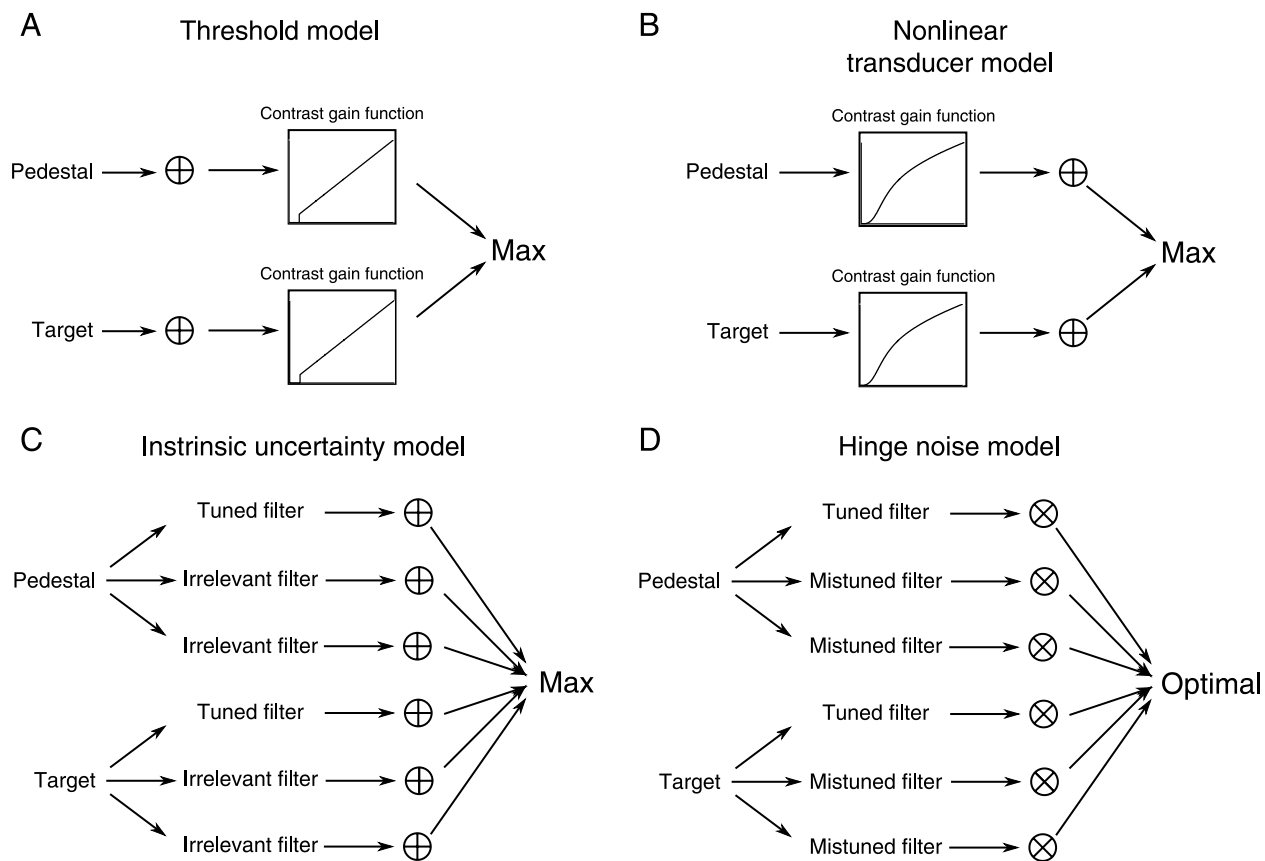 A
Threshold model
Contrast gain function
Pedestal
Contrast gain function
Target
Max
B
Nonlinear
transducer model
Contrast gain function
Pedestal
Contrast gain function
Target
Max
C
Instrinsic uncertainty model
Pedestal
Tuned filter
Irrelevant filter
Irrelevant filter
Target
Tuned filter
Irrelevant filter
Irrelevant filter
Max
D
Hinge noise model
Pedestal
Tuned filter
Mistuned filter
Mistuned filter
Target
Tuned filter
Mistuned filter
Mistuned filter
Optimal